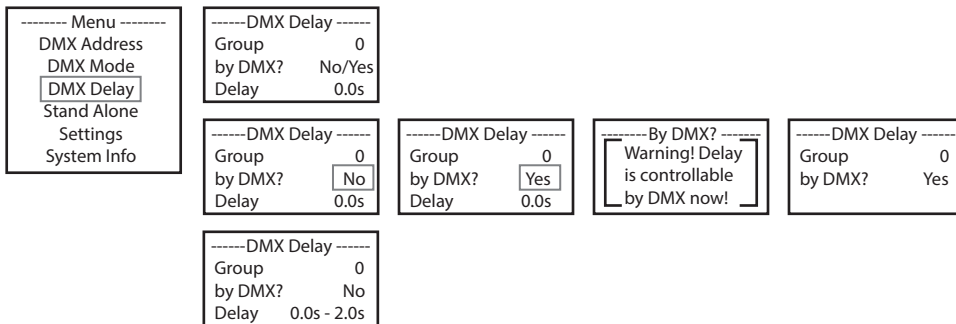 -------- Menu --------
DMX Address
DMX Mode
DMX Delay
Stand Alone
Settings
System Info
------DMX Delay ------
Group 0
by DMX? No/Yes
Delay 0.0s
------DMX Delay ------
Group 0
by DMX? No
Delay 0.0s
------DMX Delay ------
Group 0
by DMX? Yes
Delay 0.0s
--------By DMX? -------
Warning! Delay
is controllable
by DMX now!
------DMX Delay ------
Group 0
by DMX? Yes
------DMX Delay ------
Group 0
by DMX? No
Delay 0.0s - 2.0s